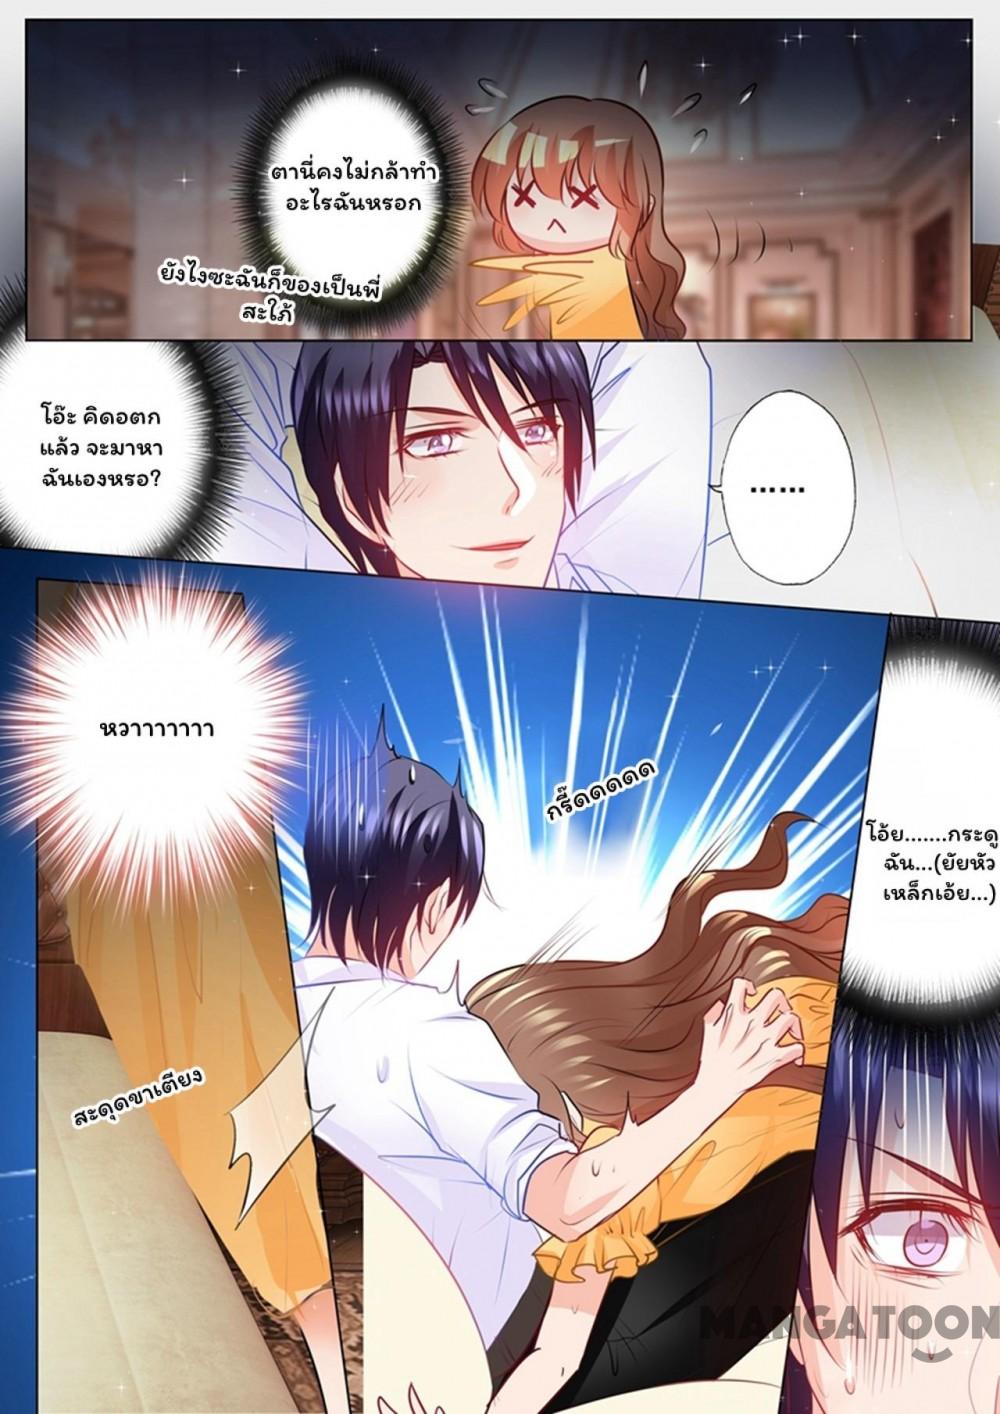 ตานี่คงไม่กล้าทำ
อะไรฉันหรอก
ยังไงซะฉันก็ของเป็นพี่
สะใภ้
โอ๊ะ คิดอตก
แล้ว จะมาหา
ฉันเองหรอ?
......
หวาาาาาาา
กรี๊ดดดดด
โอ้ย.......กระดู
ฉัน...(ยัยหัว
เหล็กเอ้ย...)
สะดุดขาเตียง
MANGATOON